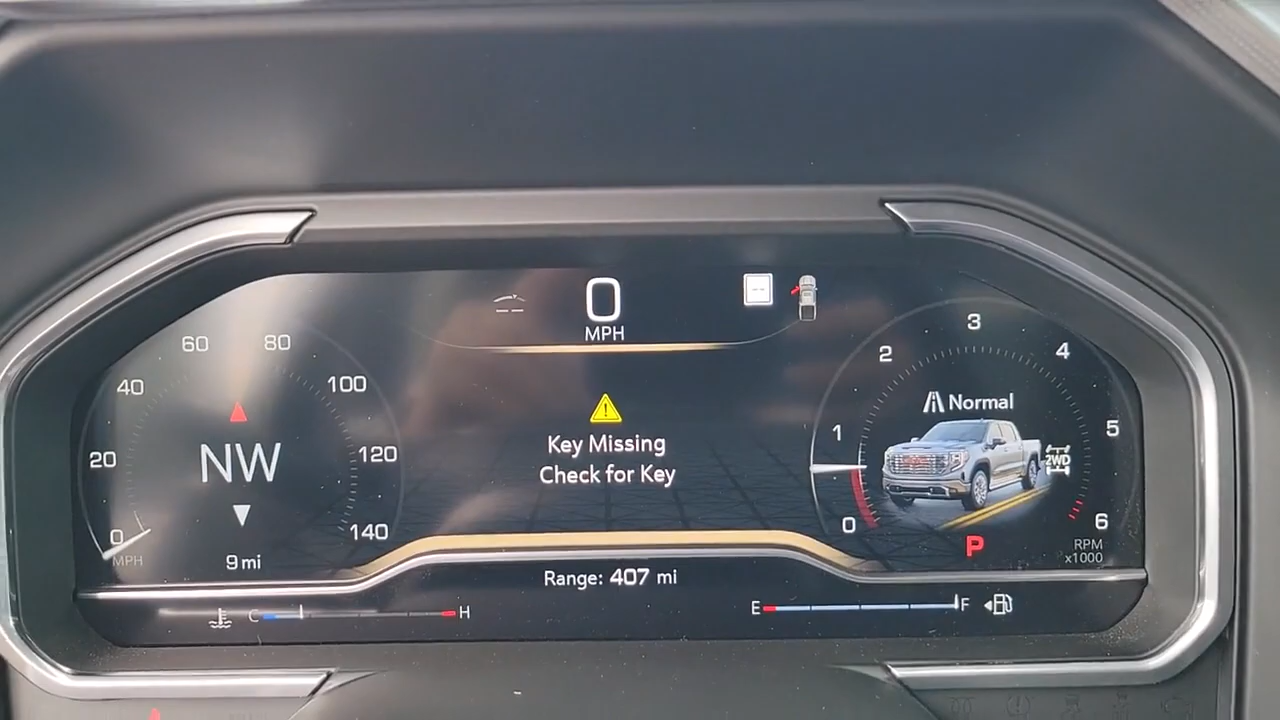 0
MPH
60
80
40
100
20
120
0
140
MPH
NW
9 mi
Key Missing
Check for Key
3
2
4
1
5
0
6
Normal
2WD
P
RPM
x1000
Range: 407 mi
C
H
E
F